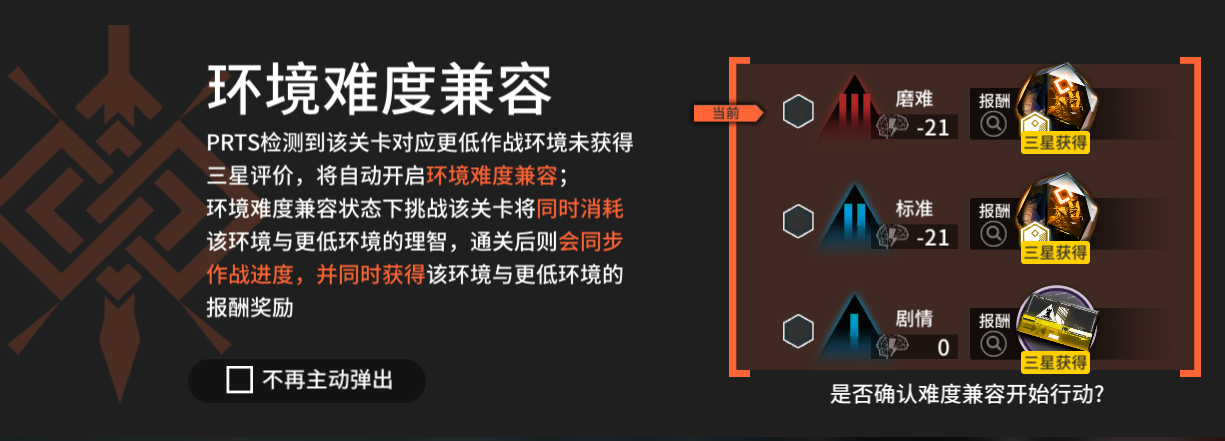 环境难度兼容
PRTS检测到该关卡对应更低作战环境未获得
三星评价，将自动开启环境难度兼容；
环境难度兼容状态下挑战该关卡将同时消耗
该环境与更低环境的理智，通关后则会同步
作战进度，并同时获得该环境与更低环境的
报酬奖励
不再主动弹出
当前
磨难
-21
报酬
三星获得
标准
-21
报酬
三星获得
剧情
0
报酬
三星获得
是否确认难度兼容开始行动?